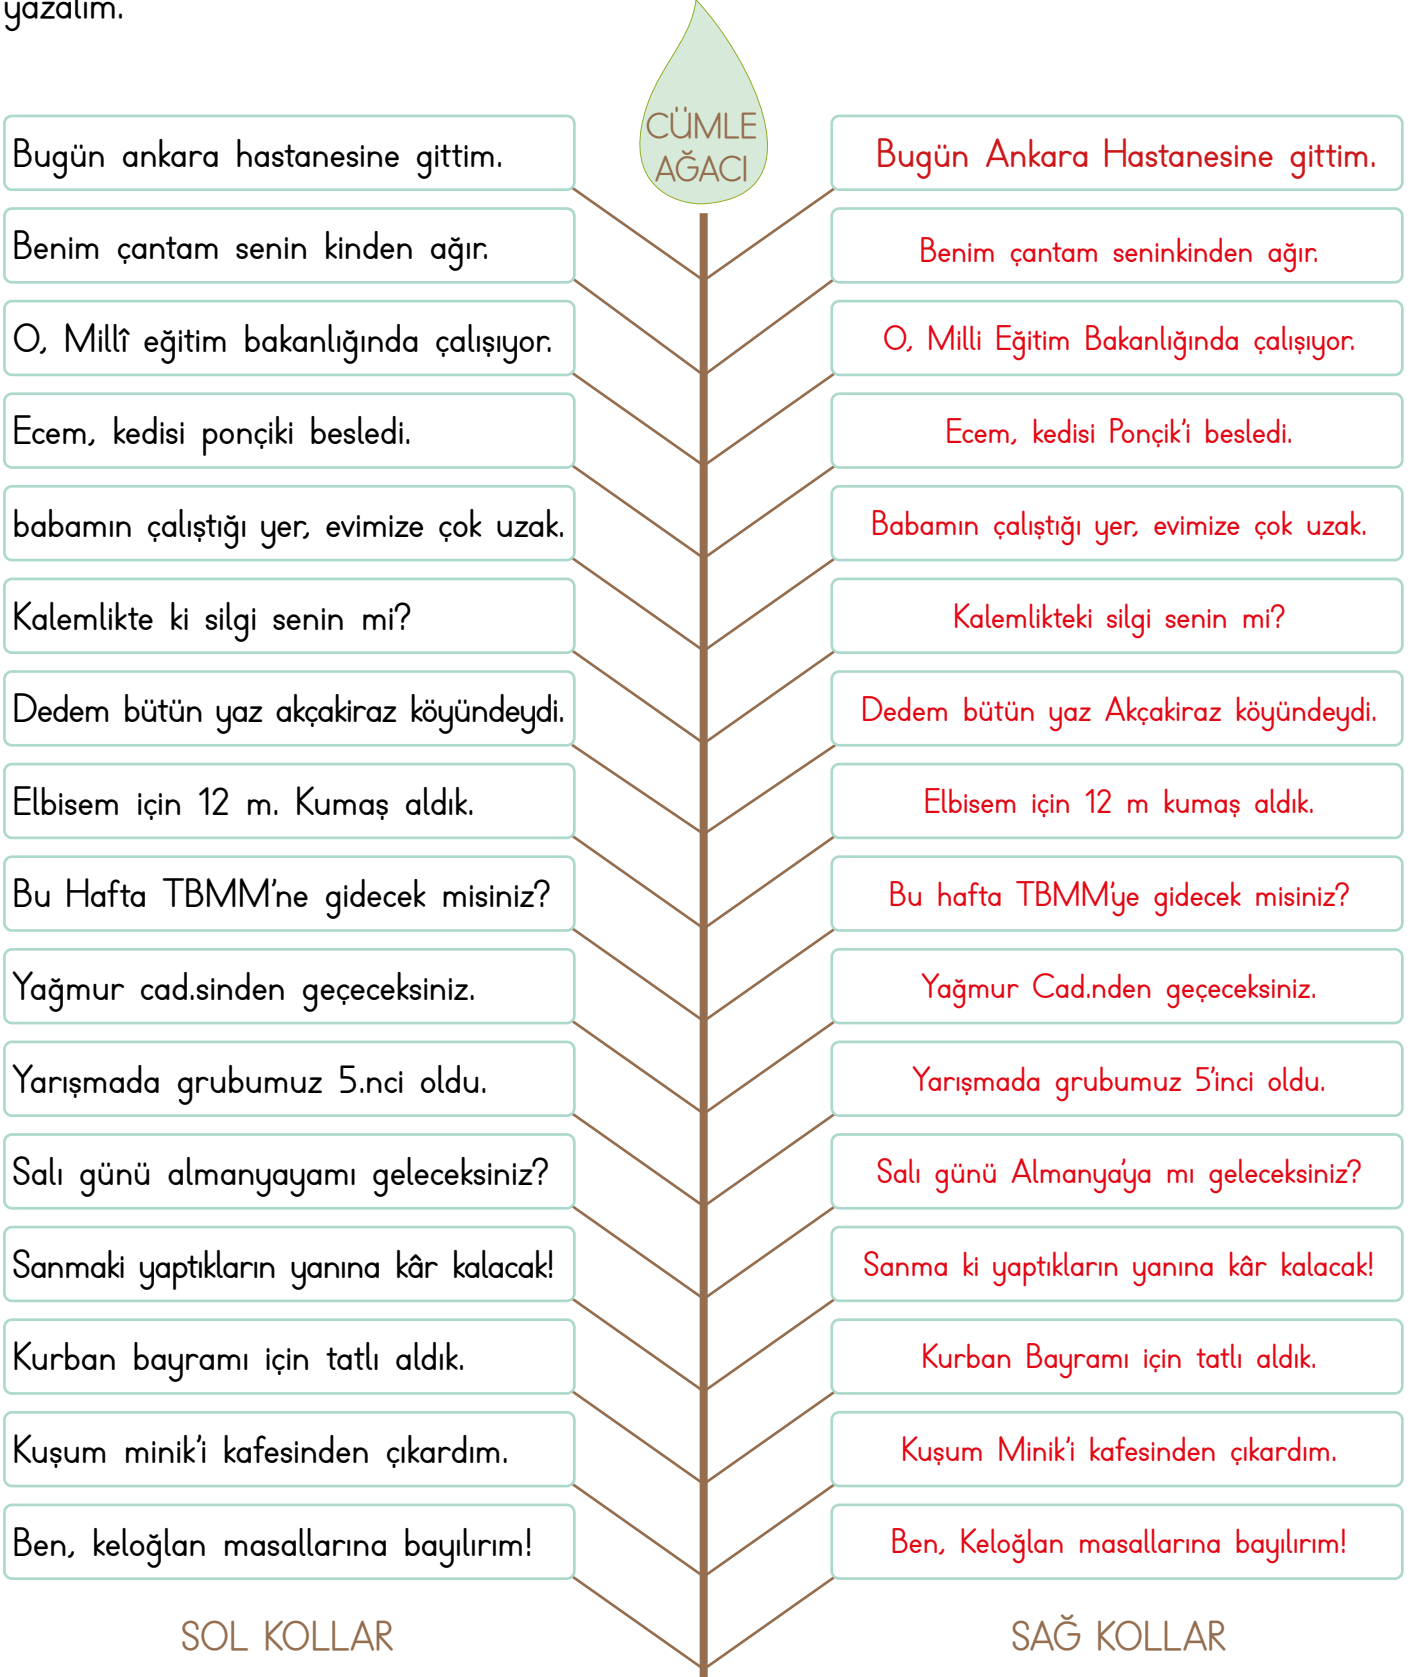 yazalım.
CÜMLE
AĞACI
Bugün ankara hastanesine gittim.
Bugün Ankara Hastanesine gittim.
Benim çantam senin kinden ağır.
Benim çantam seninkinden ağır.
O, Millî eğitim bakanlığında çalışıyor.
O, Milli Eğitim Bakanlığında çalışıyor.
Ecem, kedisi ponçiki besledi.
Ecem, kedisi Ponçik'i besledi.
babamın çalıştığı yer, evimize çok uzak.
Babamın çalıştığı yer, evimize çok uzak.
Kalemlikte ki silgi senin mi?
Kalemlikteki silgi senin mi?
Dedem bütün yaz akçakiraz köyündeydi.
Dedem bütün yaz Akçakiraz köyündeydi.
Elbisem için 12 m. Kumaş aldık.
Elbisem için 12 m kumaş aldık.
Bu Hafta TBMM'ne gidecek misiniz?
Bu hafta TBMM'ye gidecek misiniz?
Yağmur cad.sinden geçeceksiniz.
Yağmur Cad.nden geçeceksiniz.
Yarışmada grubumuz 5.nci oldu.
Yarışmada grubumuz 5'inci oldu.
Salı günü almanyayamı geleceksiniz?
Salı günü Almanya'ya mı geleceksiniz?
Sanmaki yaptıkların yanına kâr kalacak!
Sanma ki yaptıkların yanına kâr kalacak!
Kurban bayramı için tatlı aldık.
Kurban Bayramı için tatlı aldık.
Kuşum minik'i kafesinden çıkardım.
Kuşum Minik'i kafesinden çıkardım.
Ben, keloğlan masallarına bayılırım!
Ben, Keloğlan masallarına bayılırım!
SOL KOLLAR
SAĞ KOLLAR